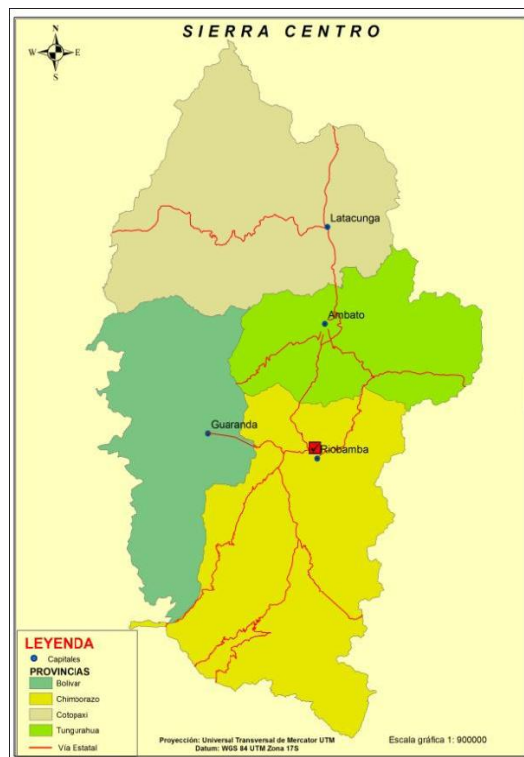 SIERRA CENTRO
N
W
E
S
Latacunga
Ambato
Guaranda
Riobamba
LEYENDA
Capitales
PROVINCIAS
Bolivar
Chimborazo
Cotopaxi
Tungurahua
Vía Estatal
Proyección: Universal Transversal de Mercator UTM
Datum: WGS 84 UTM Zona 17S
Escala gráfica 1: 900000